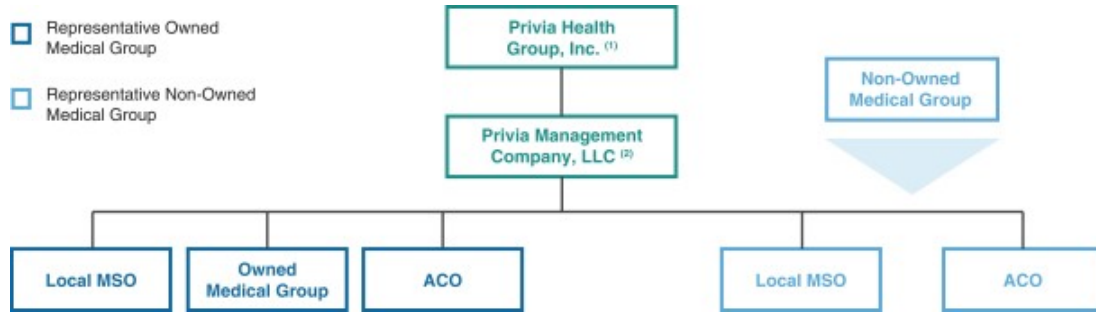 Representative Owned
Medical Group
Representative Non-Owned
Medical Group
Privia Health
Group, Inc. (1)
Non-Owned
Medical Group
Privia Management
Company, LLC (2)
Local MSO
Owned
Medical Group
ACO
Local MSO
ACO